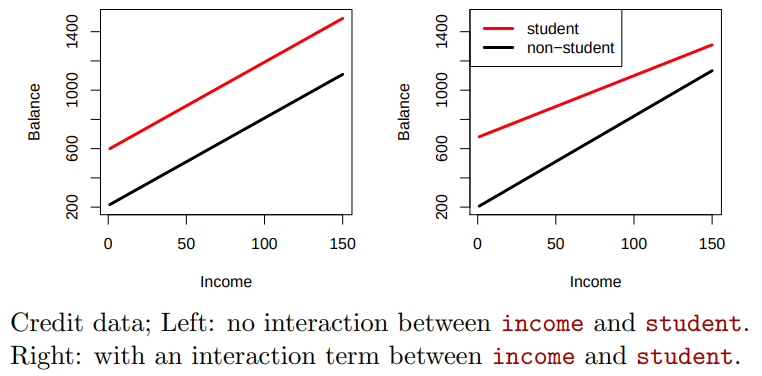 1400
1000
600
200
Balance
0 50 100 150
Income
1400
1000
600
200
Balance
student
non−student
0 50 100 150
Income
Credit data; Left: no interaction between income and student.
Right: with an interaction term between income and student.